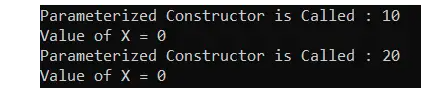 Parameterized Constructor is Called : 10
Value of X = 0
Parameterized Constructor is Called : 20
Value of X = 0